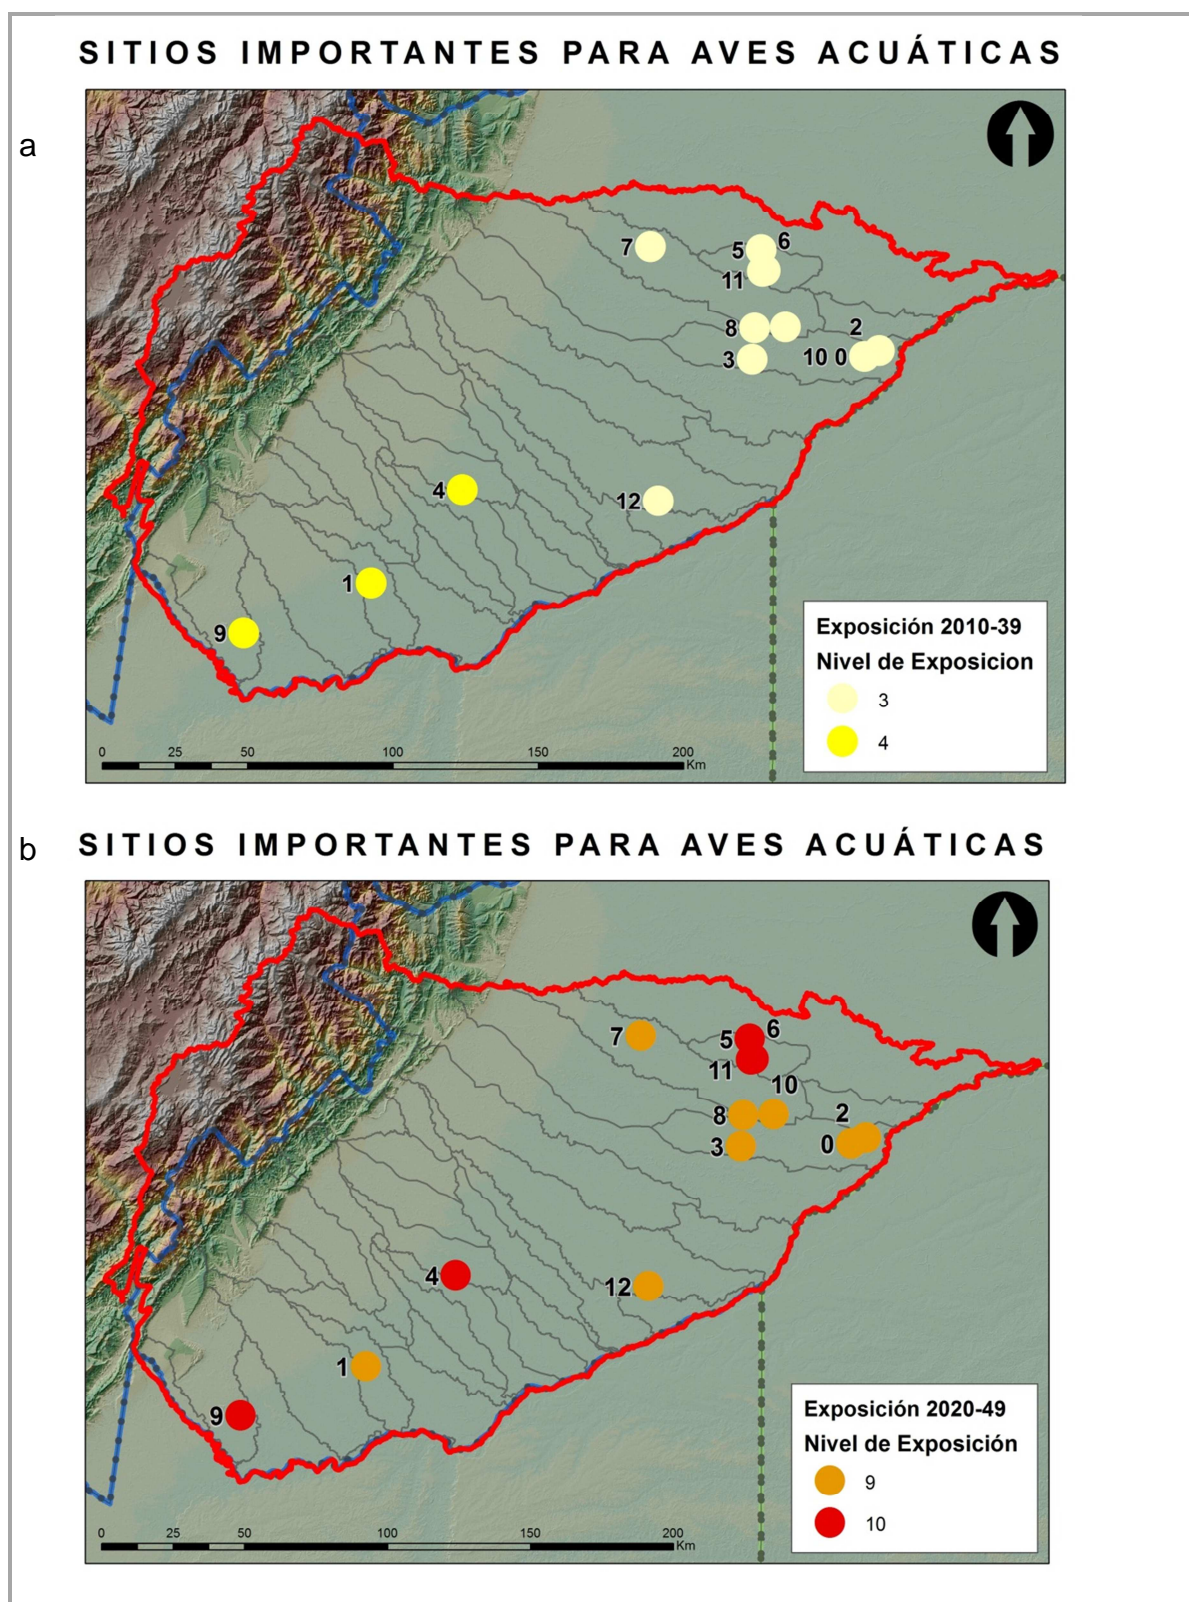 SITIOS IMPORTANTES PARA AVES ACUÁTICAS
a
7
5
6
11
8
2
3
10 0
4
12
1
9
Exposición 2010-39
Nivel de Exposicion
3
4
0 25 50 100 150 200
Km
b
SITIOS IMPORTANTES PARA AVES ACUÁTICAS
7
5
6
11
10
8
2
3
0
4
12
1
9
Exposición 2020-49
Nivel de Exposición
9
10
0 25 50 100 150 200
Km